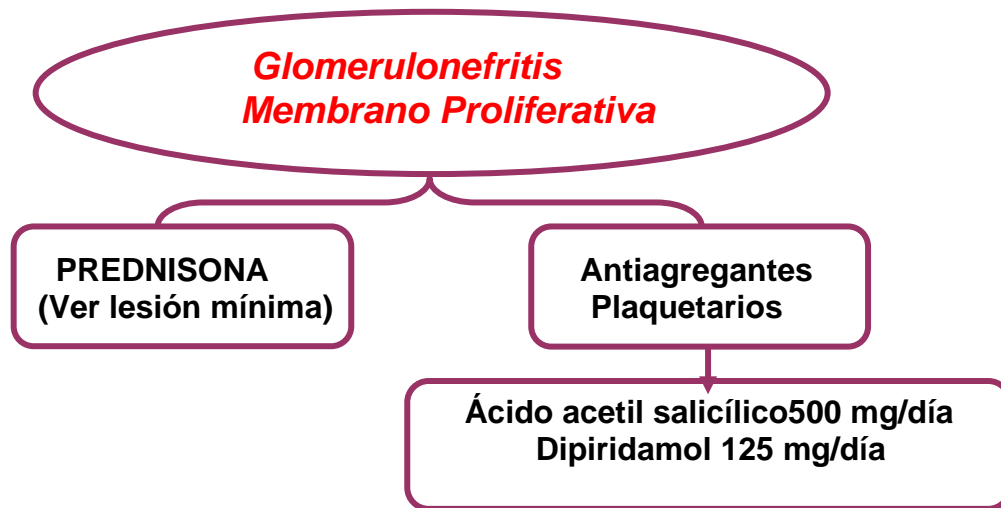 Glomerulonefritis
Membrano Proliferativa
PREDNISONA
(Ver lesión mínima)
Antiagregantes
Plaquetarios
Ácido acetil salicílico500 mg/día
Dipiridamol 125 mg/día